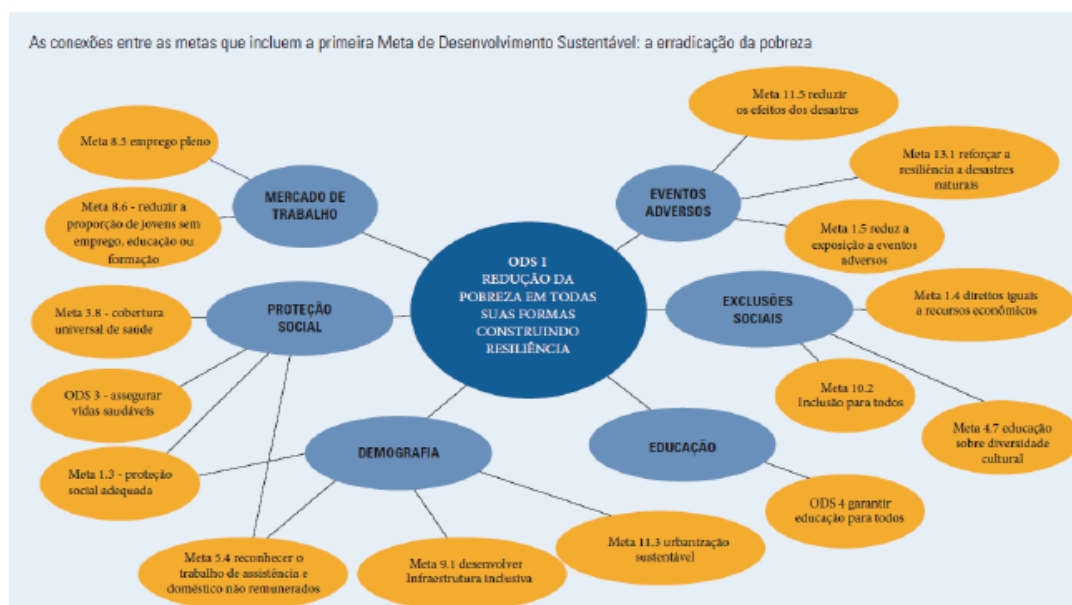 As conexões entre as metas que incluem a primeira Meta de Desenvolvimento Sustentável: a erradicação da pobreza
Meta 8.5 emprego pleno
Meta 8.6 - reduzir a
proporção de jovens sem
emprego, educação ou
formação
MERCADO DE
TRABALHO
Meta 11.5 reduzir
os efeitos dos desastres
Meta 13.1 reforçar a
resiliência a desastres
naturais
Meta 1.5 reduz a
exposição a eventos
adversos
EVENTOS
ADVERSOS
ODS 1
REDUÇÃO DA
POBREZA EM TODAS
SUAS FORMAS
CONSTRUINDO
RESILIÊNCIA
Meta 3.8 - cobertura
universal de saúde
PROTEÇÃO
SOCIAL
ODS 3 - assegurar
vidas saudáveis
Meta 1.3 - proteção
social adequada
EXCLUSÕES
SOCIAIS
Meta 1.4 direitos iguais
a recursos econômicos
Meta 10.2
Inclusão para todos
Meta 4.7 educação
sobre diversidade
cultural
DEMOGRAFIA
EDUCAÇÃO
ODS 4 garantir
educação para todos
Meta 5.4 reconhecer o
trabalho de assistência e
doméstico não remunerados
Meta 9.1 desenvolver
Infraestrutura inclusiva
Meta 11.3 urbanização
sustentável